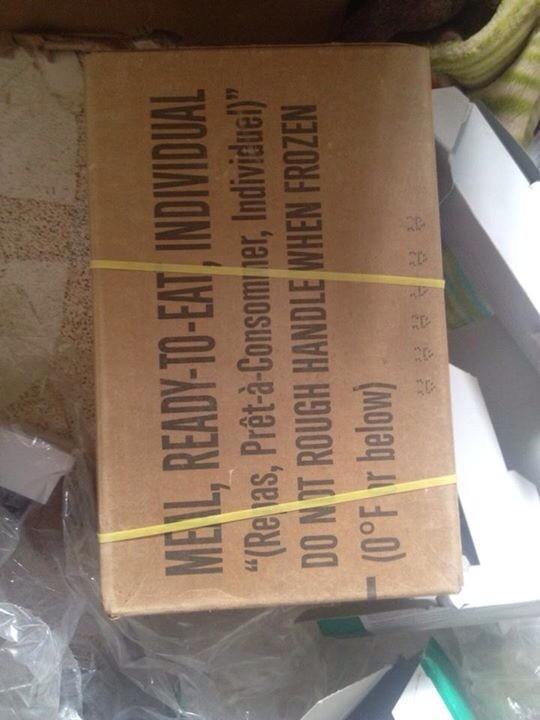 MEAL, READY-TO-EAT, INDIVIDUAL
“(Repas, Prêt-à-Consommer, Individuel)”
DO NOT ROUGH HANDLE WHEN FROZEN
(0°F or below)